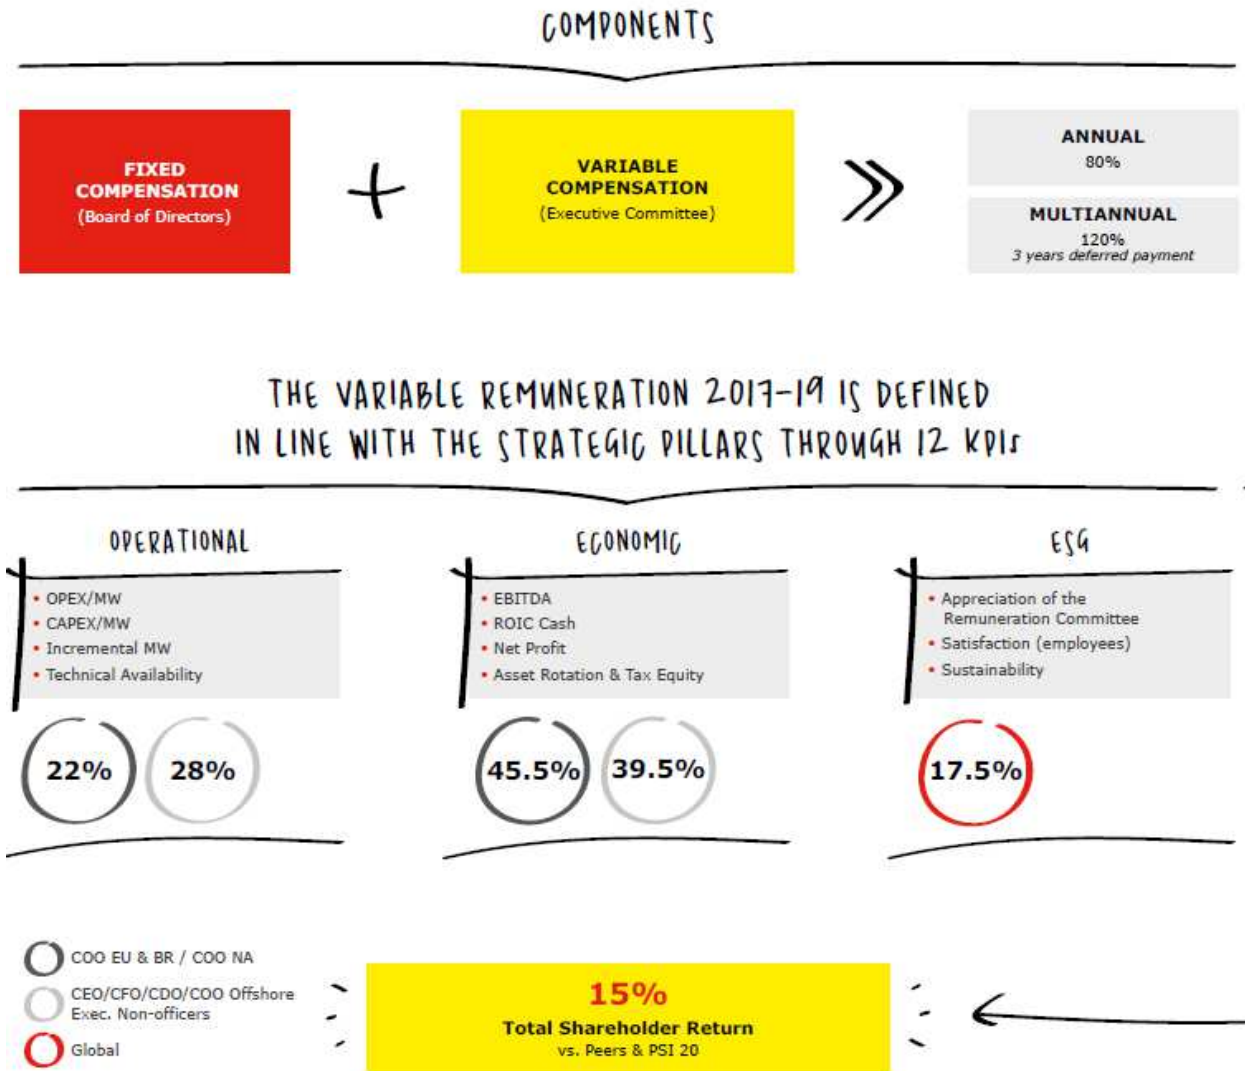 COMPONENTS
FIXED
COMPENSATION
(Board of Directors)
VARIABLE
COMPENSATION
(Executive Committee)
ANNUAL
80%
MULTIANNUAL
120%
3 years deferred payment
THE VARIABLE REMUNERATION 2017-19 IS DEFINED
IN LINE WITH THE STRATEGIC PILLARS THROUGH 12 KPIs
OPERATIONAL
• OPEX/MW
• CAPEX/MW
• Incremental MW
• Technical Availability
22%
28%
ECONOMIC
• EBITDA
• ROIC Cash
• Net Profit
• Asset Rotation & Tax Equity
45.5%
39.5%
ESG
• Appreciation of the
Remuneration Committee
• Satisfaction (employees)
• Sustainability
17.5%
COO EU & BR / COO NA
CEO/CFO/CDO/COO Offshore
Exec. Non-officers
Global
15%
Total Shareholder Return
vs. Peers & PSI 20